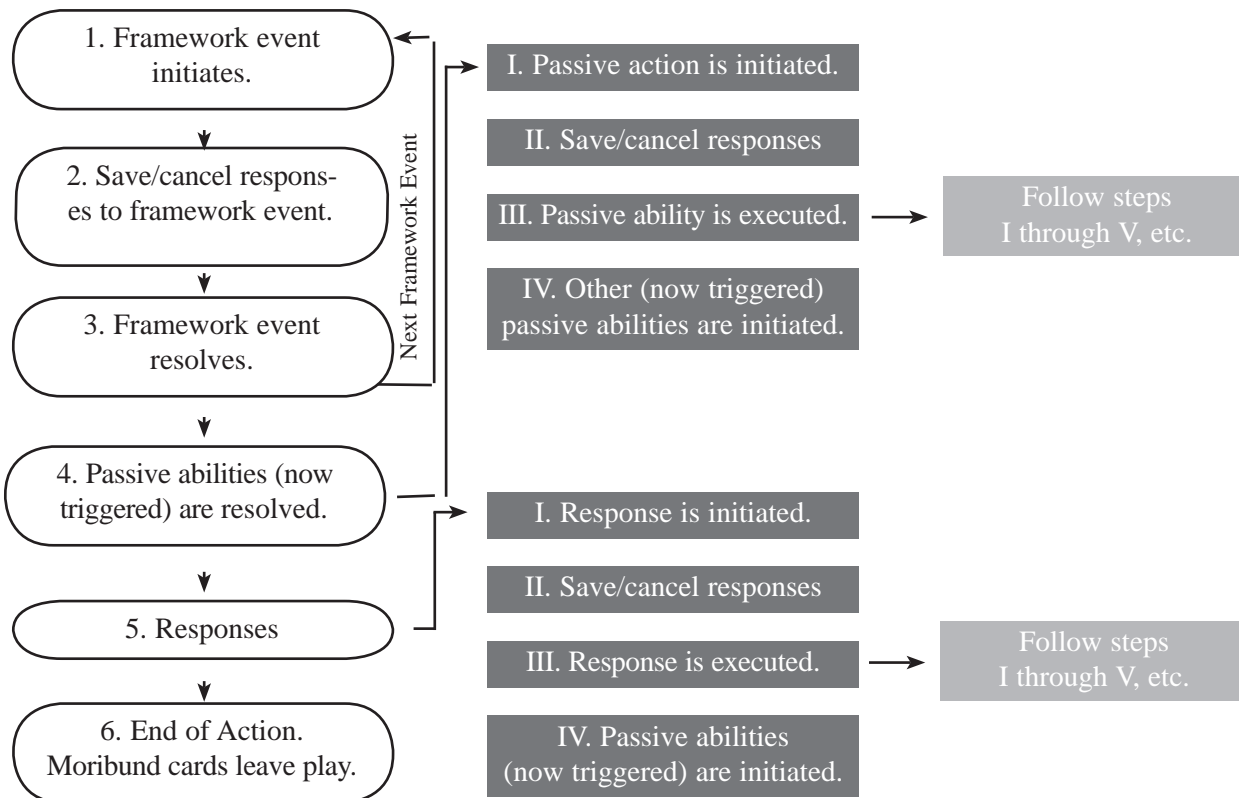 1. Framework event
initiates.
2. Save/cancel respons-
es to framework event.
3. Framework event
resolves.
Next Framework Event
4. Passive abilities (now
triggered) are resolved.
5. Responses
6. End of Action.
Moribund cards leave play.
I. Passive action is initiated.
II. Save/cancel responses
III. Passive ability is executed.
Follow steps
I through V, etc.
IV. Other (now triggered)
passive abilities are initiated.
I. Response is initiated.
II. Save/cancel responses
III. Response is executed.
Follow steps
I through V, etc.
IV. Passive abilities
(now triggered) are initiated.